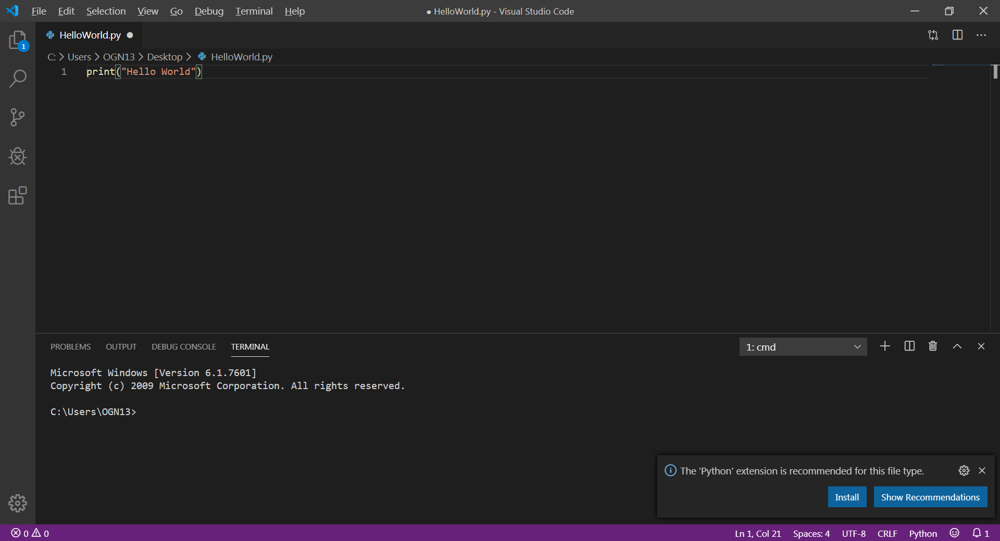 File Edit Selection View Go Debug Terminal Help ● HelloWorld.py - Visual Studio Code
HelloWorld.py
1
C: > Users > OGN13 > Desktop > HelloWorld.py
1 print("Hello World")
PROBLEMS OUTPUT DEBUG CONSOLE TERMINAL 1: cmd
Microsoft Windows [Version 6.1.7601]
Copyright (c) 2009 Microsoft Corporation. All rights reserved.
C:\Users\OGN13>
The 'Python' extension is recommended for this file type.
Install Show Recommendations
0 0 Ln 1, Col 21 Spaces: 4 UTF-8 CRLF Python 1